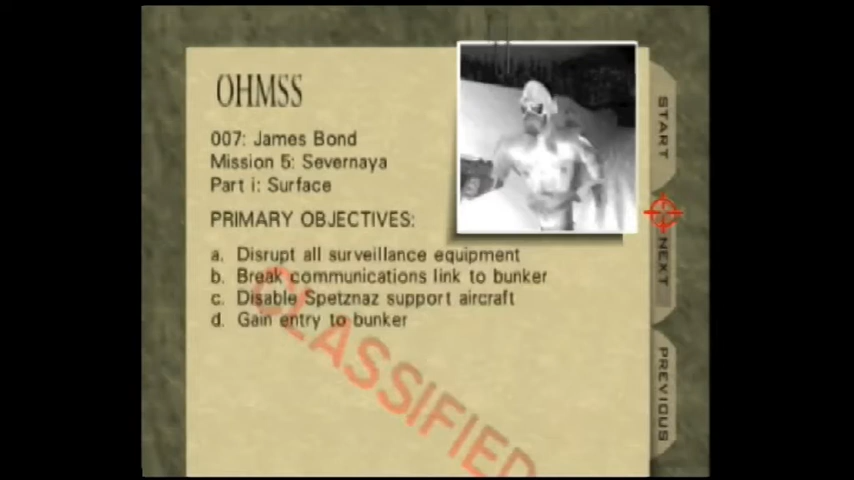 OHMSS
007: James Bond
Mission 5: Severnaya
Part i: Surface
PRIMARY OBJECTIVES:
a. Disrupt all surveillance equipment
b. Break communications link to bunker
c. Disable Spetznaz support aircraft
d. Gain entry to bunker
CLASSIFIED
START
NEXT
PREVIOUS